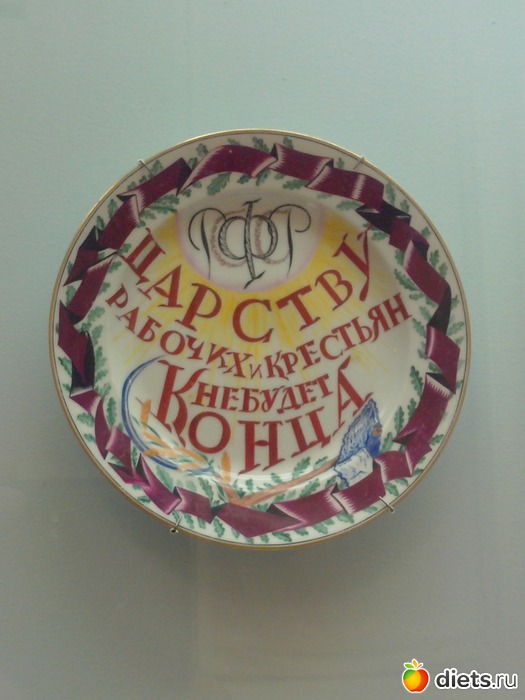 РСФСР
ЦАРСТВУ
РАБОЧИХ И КРЕСТЬЯН
НЕ БУДЕТ
КОНЦА
diets.ru